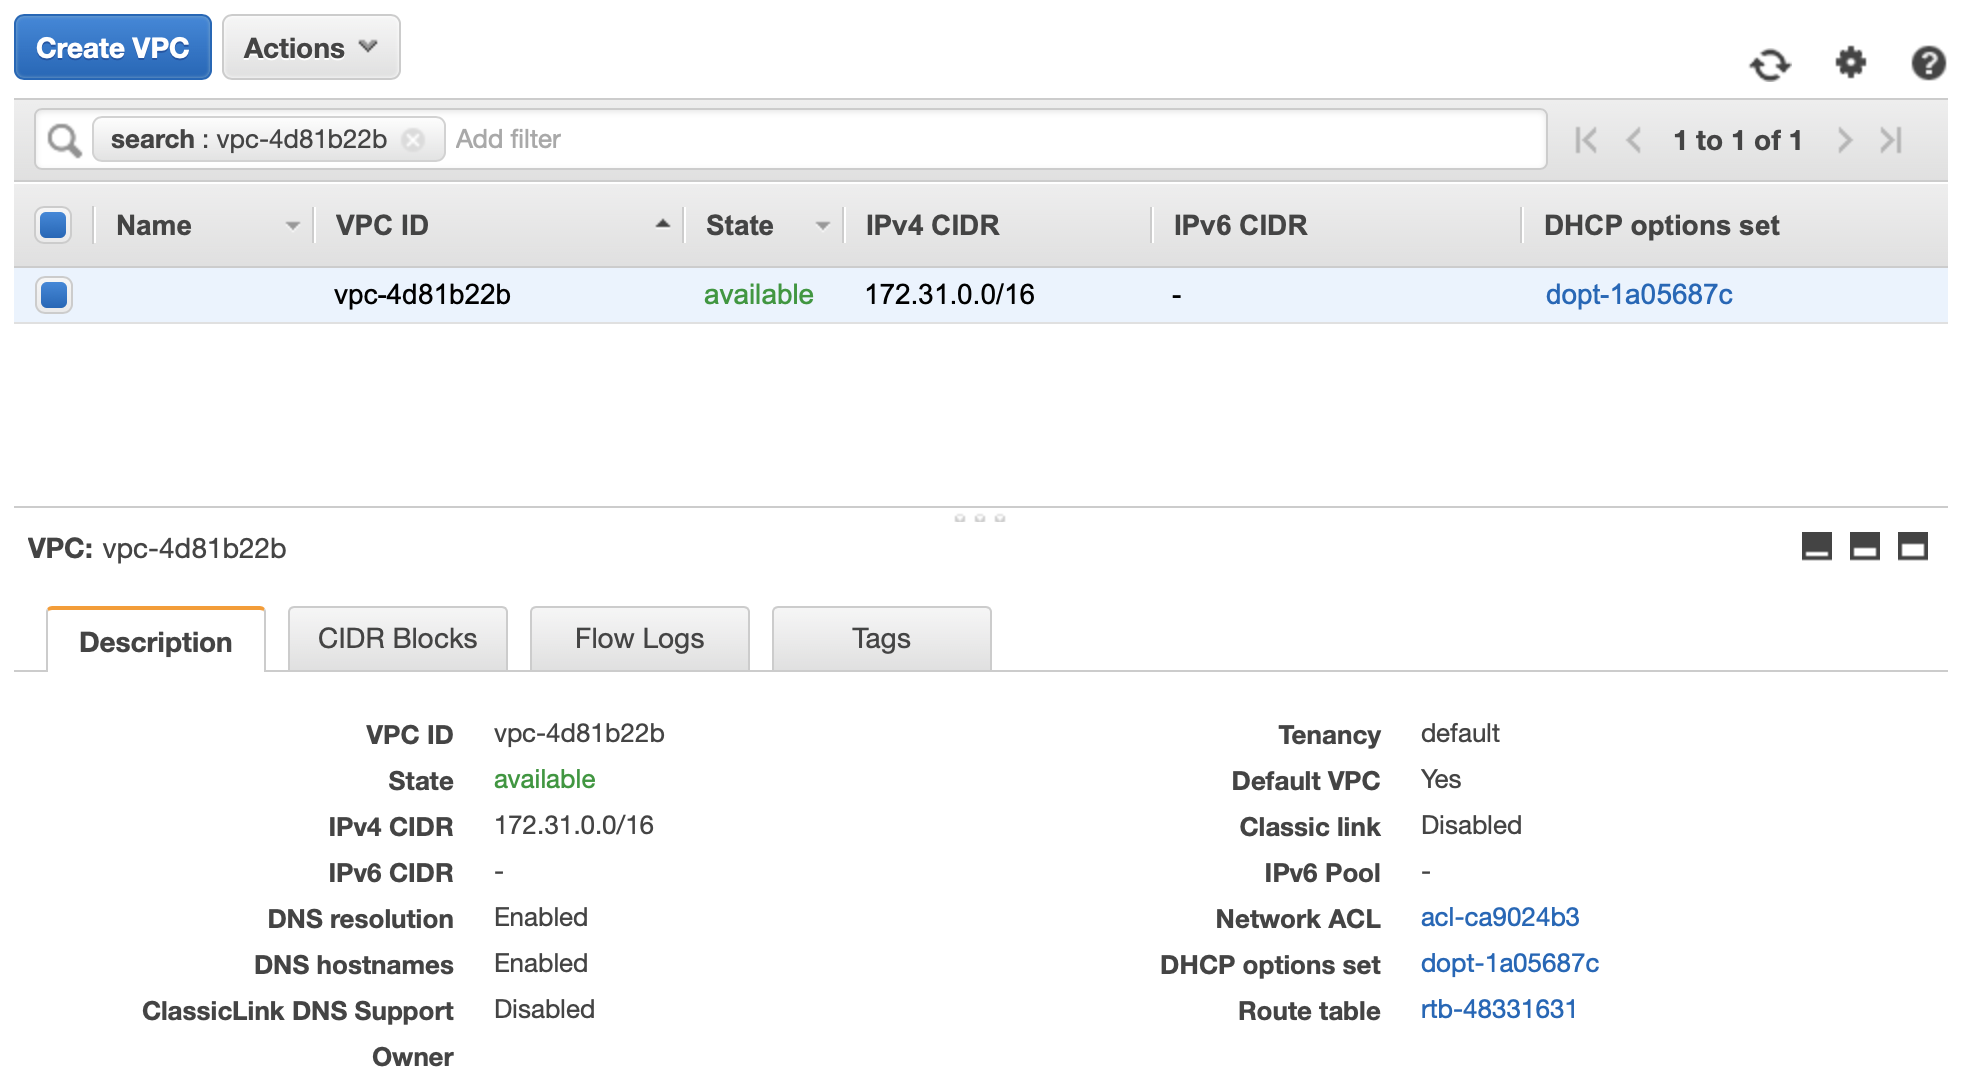 Create VPC Actions
search : vpc-4d81b22b Add filter 1 to 1 of 1
Name VPC ID State IPv4 CIDR IPv6 CIDR DHCP options set
vpc-4d81b22b available 172.31.0.0/16 - dopt-1a05687c
VPC: vpc-4d81b22b
Description CIDR Blocks Flow Logs Tags
VPC ID vpc-4d81b22b Tenancy default
State available Default VPC Yes
IPv4 CIDR 172.31.0.0/16 Classic link Disabled
IPv6 CIDR - IPv6 Pool -
DNS resolution Enabled Network ACL acl-ca9024b3
DNS hostnames Enabled DHCP options set dopt-1a05687c
ClassicLink DNS Support Disabled Route table rtb-48331631
Owner